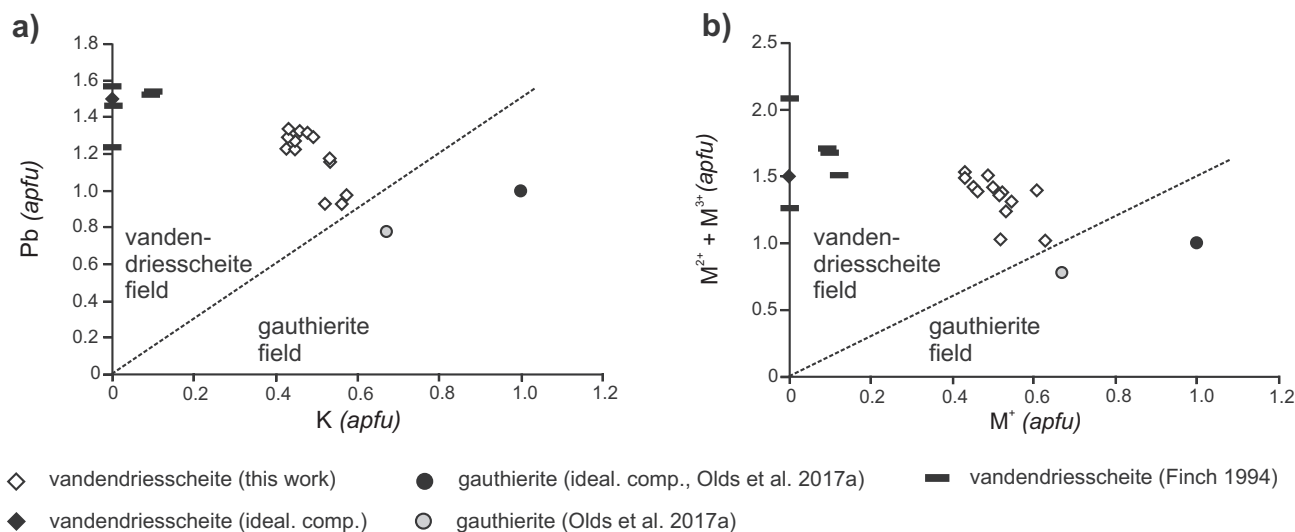 a)
1.8
1.6
1.4
1.2
1.0
0.8
0.6
0.4
0.2
0
Pb (apfu)
vanden-
driesscheite
field
gauthierite
field
0 0.2 0.4 0.6 0.8 1.0 1.2
K (apfu)
b)
2.5
2.0
1.5
1.0
0.5
0
M²⁺ + M³⁺ (apfu)
vanden-
driesscheite
field
gauthierite
field
0 0.2 0.4 0.6 0.8 1.0 1.2
M⁺ (apfu)
vandendriesscheite (this work)
gauthierite (ideal. comp., Olds et al. 2017a)
vandendriesscheite (Finch 1994)
vandendriesscheite (ideal. comp.)
gauthierite (Olds et al. 2017a)